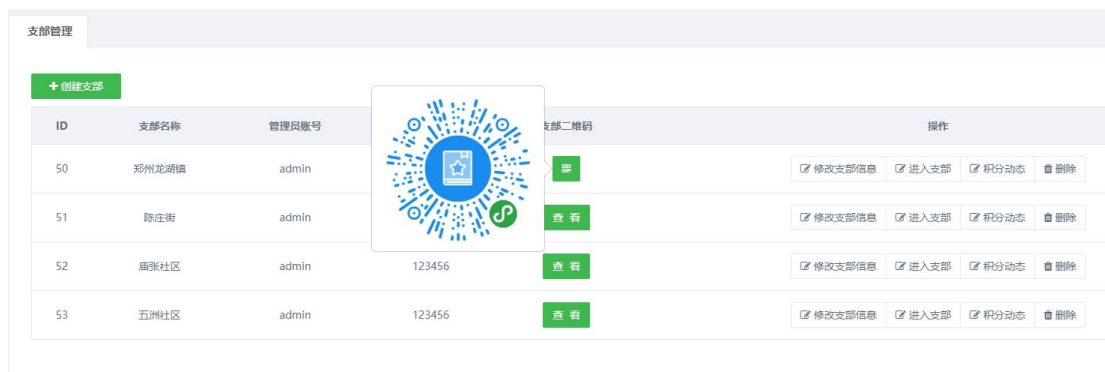 支部管理
+创建支部
ID 支部名称 管理员账号 支部二维码 操作
50 郑州龙湖镇 admin 修改支部信息 进入支部 积分动态 删除
51 陈庄街 admin 查 看 修改支部信息 进入支部 积分动态 删除
52 庙张社区 admin 123456 查 看 修改支部信息 进入支部 积分动态 删除
53 五洲社区 admin 123456 查 看 修改支部信息 进入支部 积分动态 删除